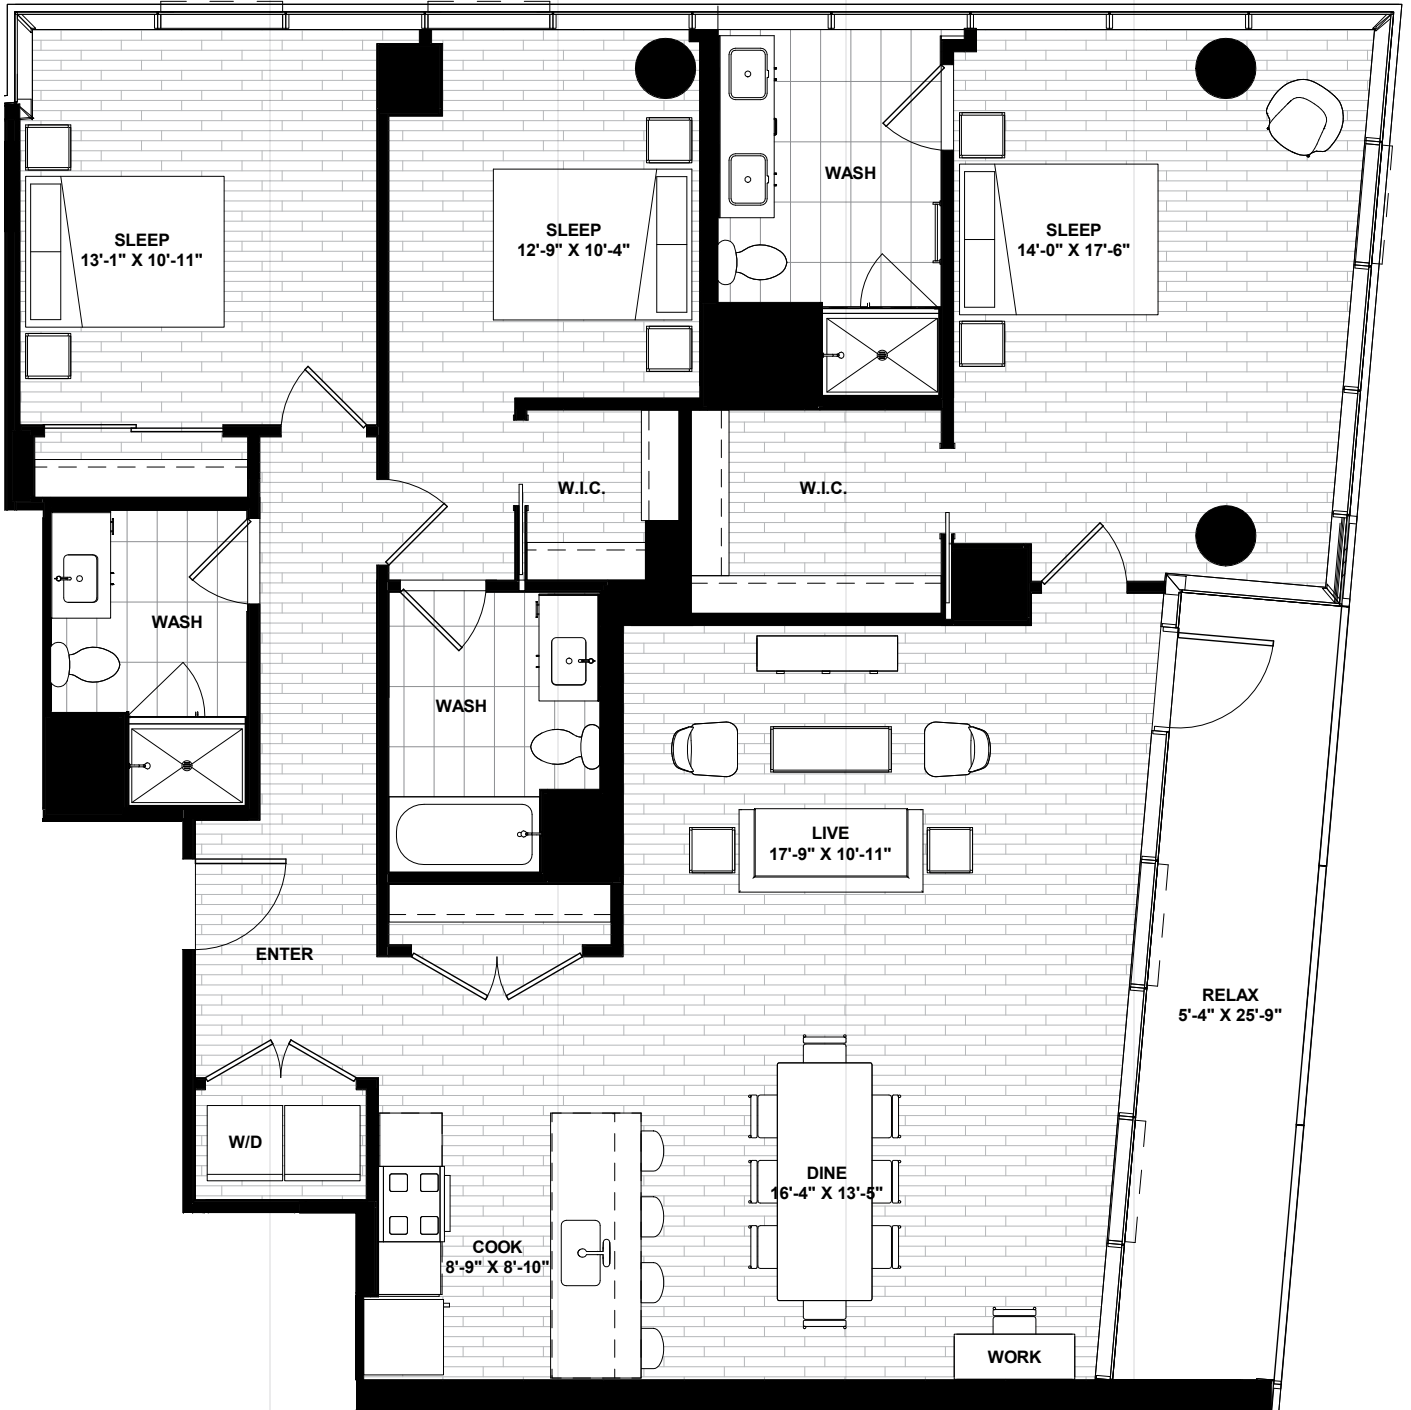 WASH
SLEEP
13'-1" X 10'-11"
SLEEP
12'-9" X 10'-4"
SLEEP
14'-0" X 17'-6"
W.I.C.
W.I.C.
WASH
WASH
LIVE
17'-9" X 10'-11"
ENTER
RELAX
5'-4" X 25'-9"
W/D
DINE
16'-4" X 13'-5"
COOK
8'-9" X 8'-10"
WORK